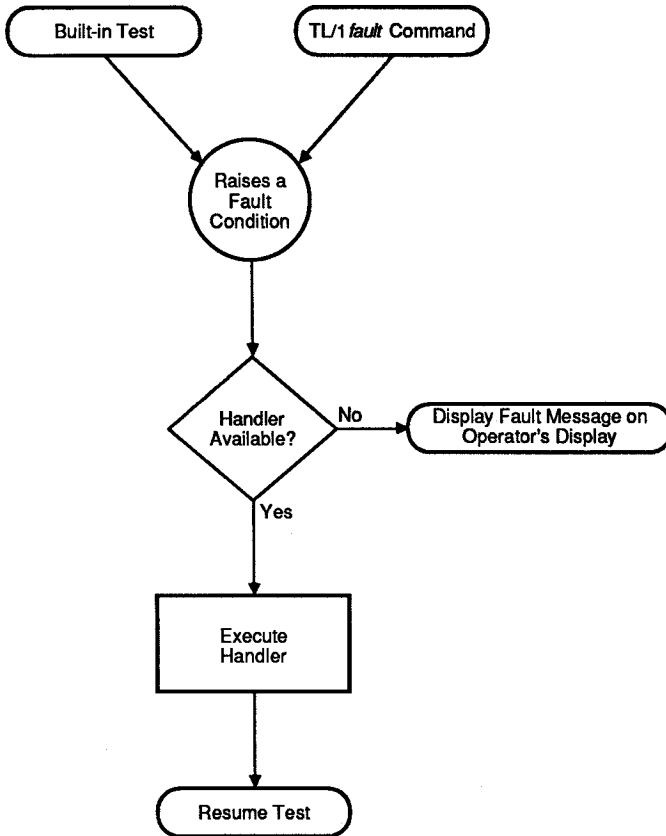 Built-in Test
TL/1 fault Command
Raises a
Fault
Condition
Handler
Available?
No
Display Fault Message on
Operator's Display
Yes
Execute
Handler
Resume Test